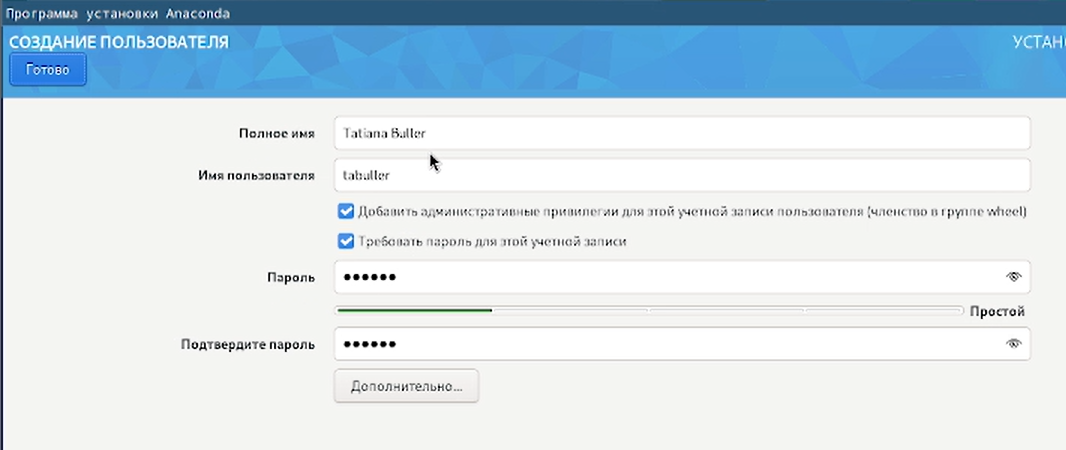 Программа установки Anaconda
СОЗДАНИЕ ПОЛЬЗОВАТЕЛЯ
УСТАН
Готово
Полное имя
Tatiana Buller
Имя пользователя
tabuller
Добавить административные привилегии для этой учетной записи пользователя (членство в группе wheel)
Требовать пароль для этой учетной записи
Пароль
••••••
Простой
Подтвердите пароль
••••••
Дополнительно...